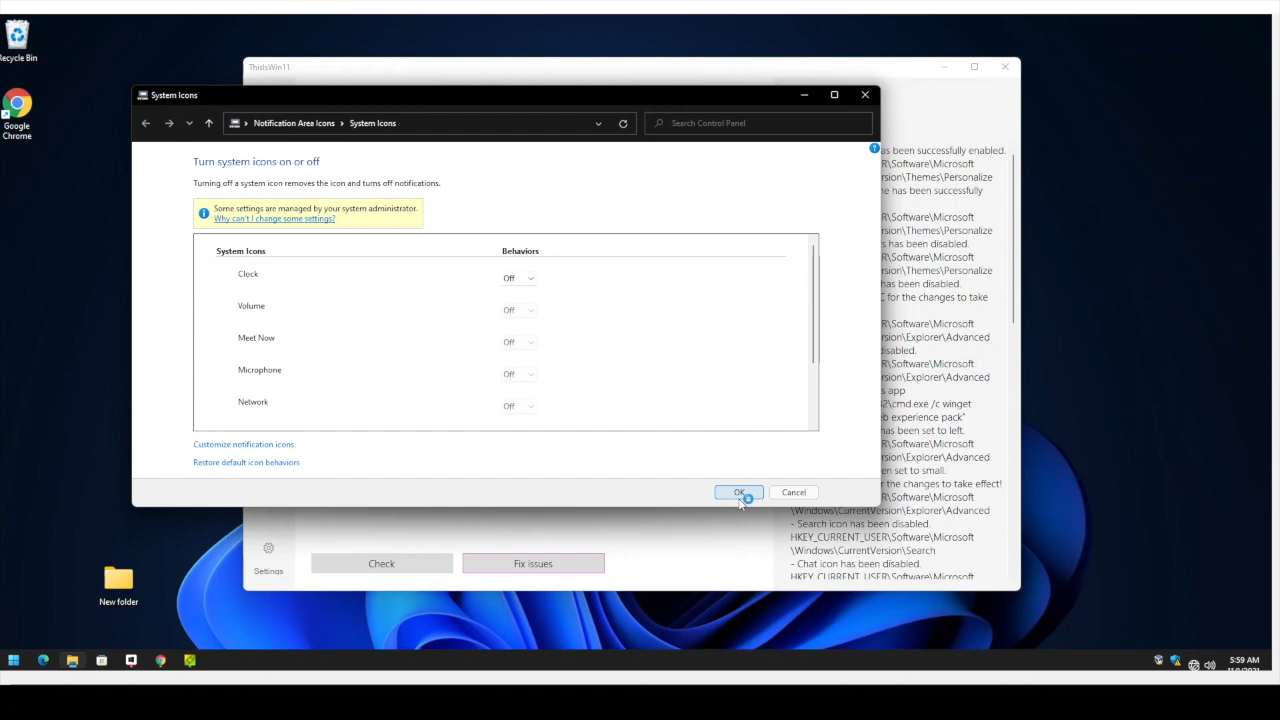 Recycle Bin
Google
Chrome
New folder
ThisIsWin11
System Icons
Notification Area Icons
System Icons
Search Control Panel
Turn system icons on or off
Turning off a system icon removes the icon and turns off notifications.
Some settings are managed by your system administrator.
Why can't I change some settings?
System Icons Behaviors
Clock Off
Volume Off
Meet Now Off
Microphone Off
Network Off
Customize notification icons
Restore default icon behaviors
OK Cancel
as been successfully enabled.
R\Software\Microsoft
rsion\Themes\Personalize
ne has been successfully
R\Software\Microsoft
rsion\Themes\Personalize
s has been disabled.
R\Software\Microsoft
rsion\Themes\Personalize
has been disabled.
C for the changes to take
R\Software\Microsoft
rsion\Explorer\Advanced
disabled.
R\Software\Microsoft
rsion\Explorer\Advanced
s app
32\cmd.exe /c winget
eb experience pack"
has been set to left.
R\Software\Microsoft
rsion\Explorer\Advanced
en set to small.
r the changes to take effect!
HKEY_CURRENT_USER\Software\Microsoft
\Windows\CurrentVersion\Explorer\Advanced
- Search icon has been disabled.
HKEY_CURRENT_USER\Software\Microsoft
\Windows\CurrentVersion\Search
- Chat icon has been disabled.
HKEY_CURRENT_USER\Software\Microsoft
Settings
Check Fix issues
5:59 AM